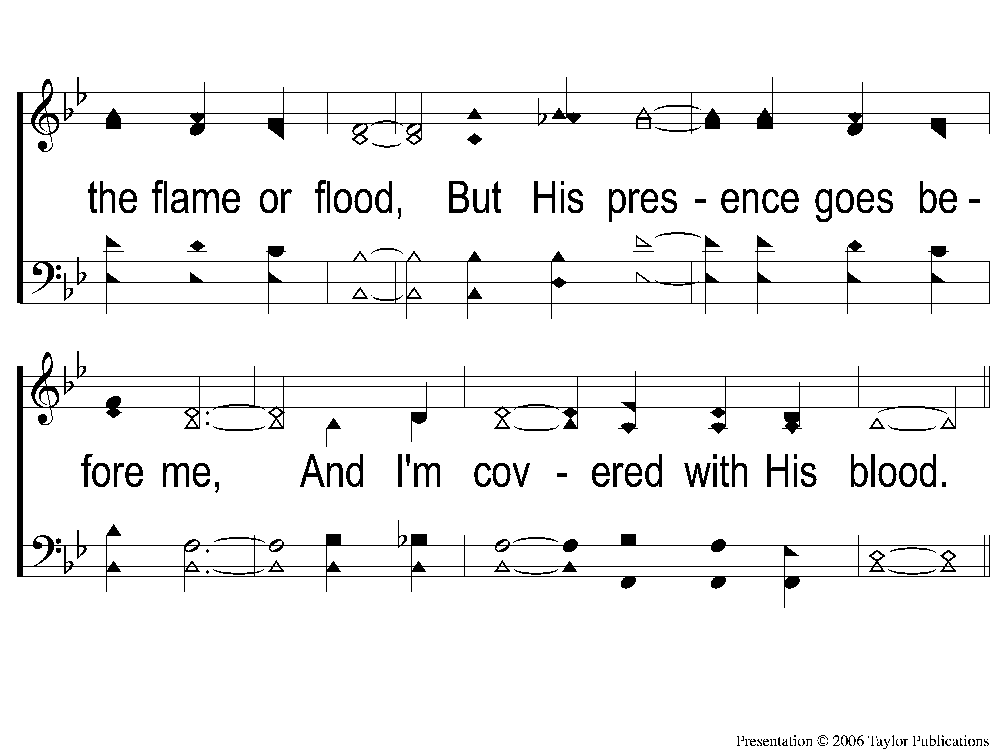 the flame or flood, But His pres - ence goes be -
fore me, And I'm cov - ered with His blood.
Presentation © 2006 Taylor Publications